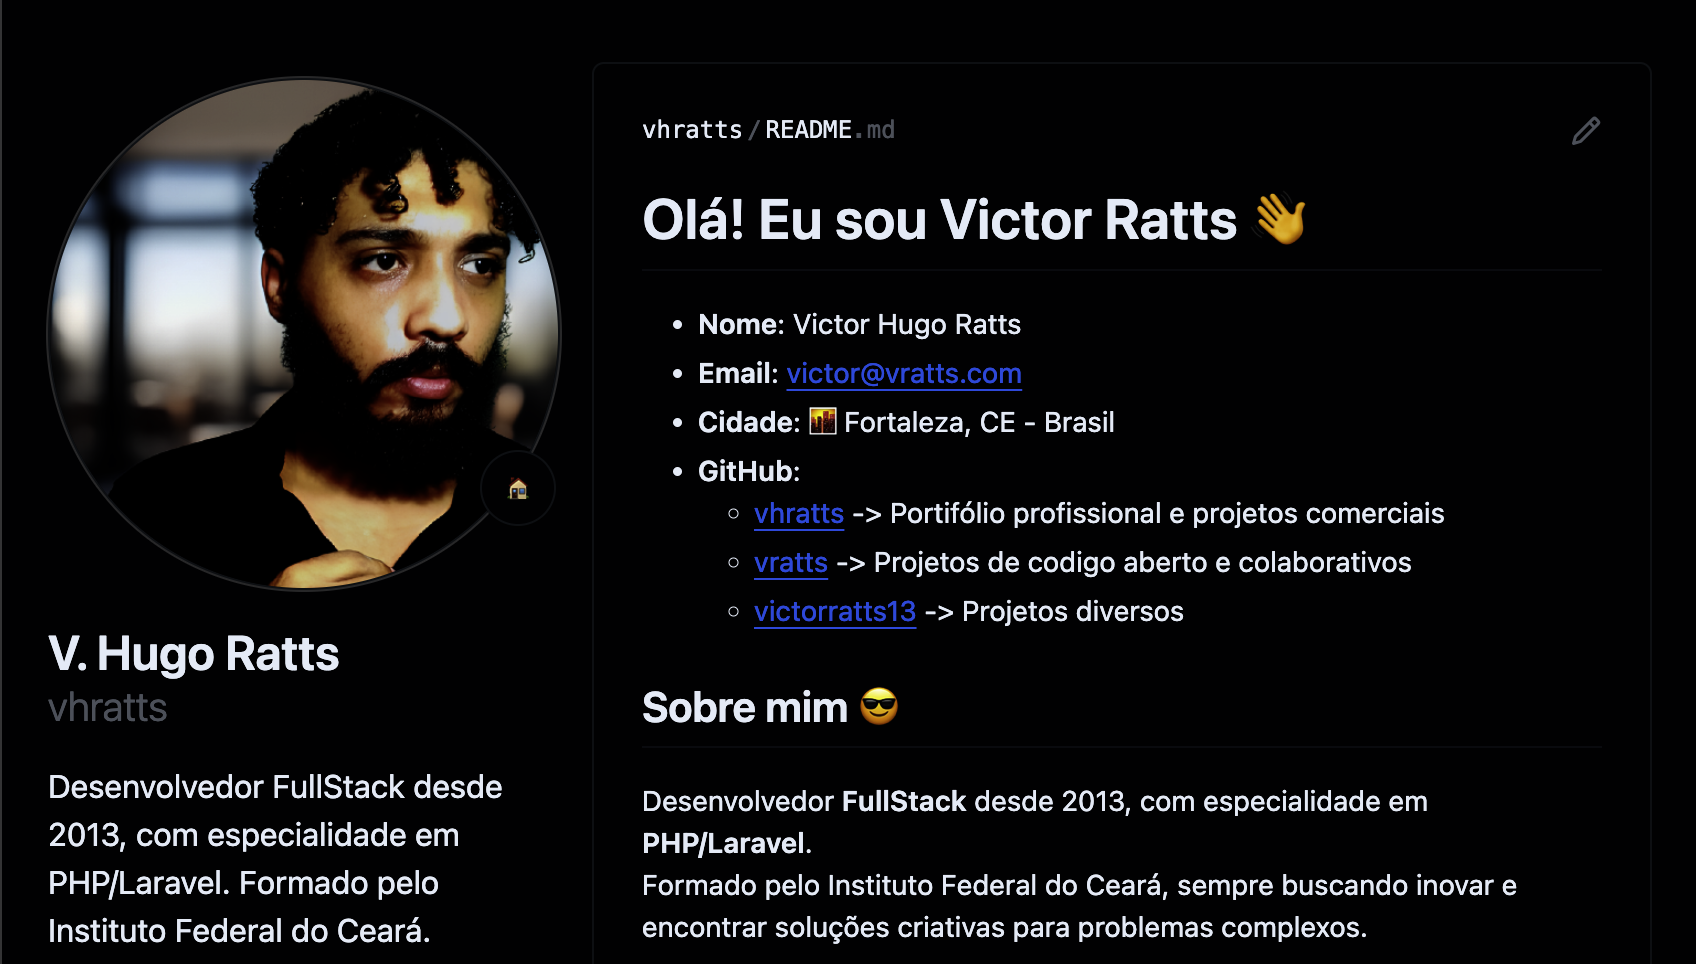 V. Hugo Ratts
vhratts
Desenvolvedor FullStack desde
2013, com especialidade em
PHP/Laravel. Formado pelo
Instituto Federal do Ceará.
vhratts/README.md
Olá! Eu sou Victor Ratts 👋
• Nome: Victor Hugo Ratts
• Email: victor@vratts.com
• Cidade: 🌇 Fortaleza, CE - Brasil
• GitHub:
○ vhratts -> Portifólio profissional e projetos comerciais
○ vratts -> Projetos de codigo aberto e colaborativos
○ victorratts13 -> Projetos diversos
Sobre mim 😎
Desenvolvedor FullStack desde 2013, com especialidade em
PHP/Laravel.
Formado pelo Instituto Federal do Ceará, sempre buscando inovar e
encontrar soluções criativas para problemas complexos.